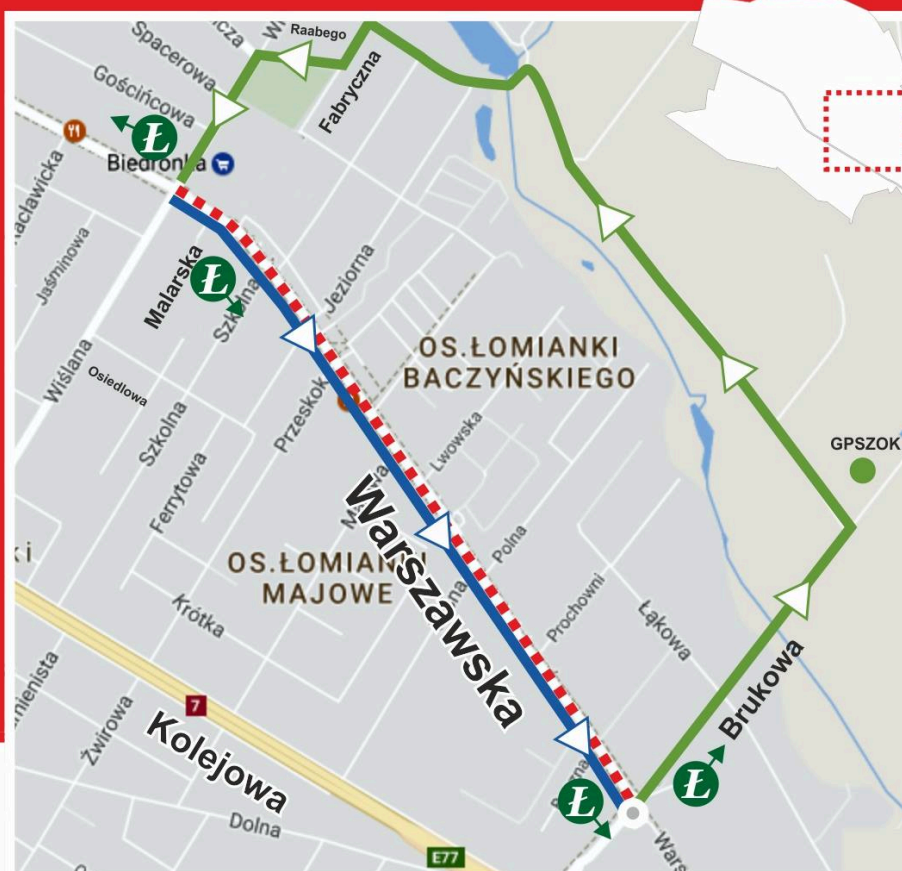 Raabego
Spacerowa
Gościńcowa
Fabryczna
Ł
Biedronka
Jaśminowa
Malarska
Ł
Szkolna
Jeziorna
Wiślana
Osiedlowa
OS.ŁOMIANKI
BACZYŃSKIEGO
Przeskok
Szkolna
Lwowska
GPSZOK
Ferrytowa
Warszawska
Polna
OS.ŁOMIANKI
MAJOWE
Prochowni
Krótka
Łąkowa
Brukowa
7
Żwirowa
Kolejowa
Ł
Ł
Dolna
E77